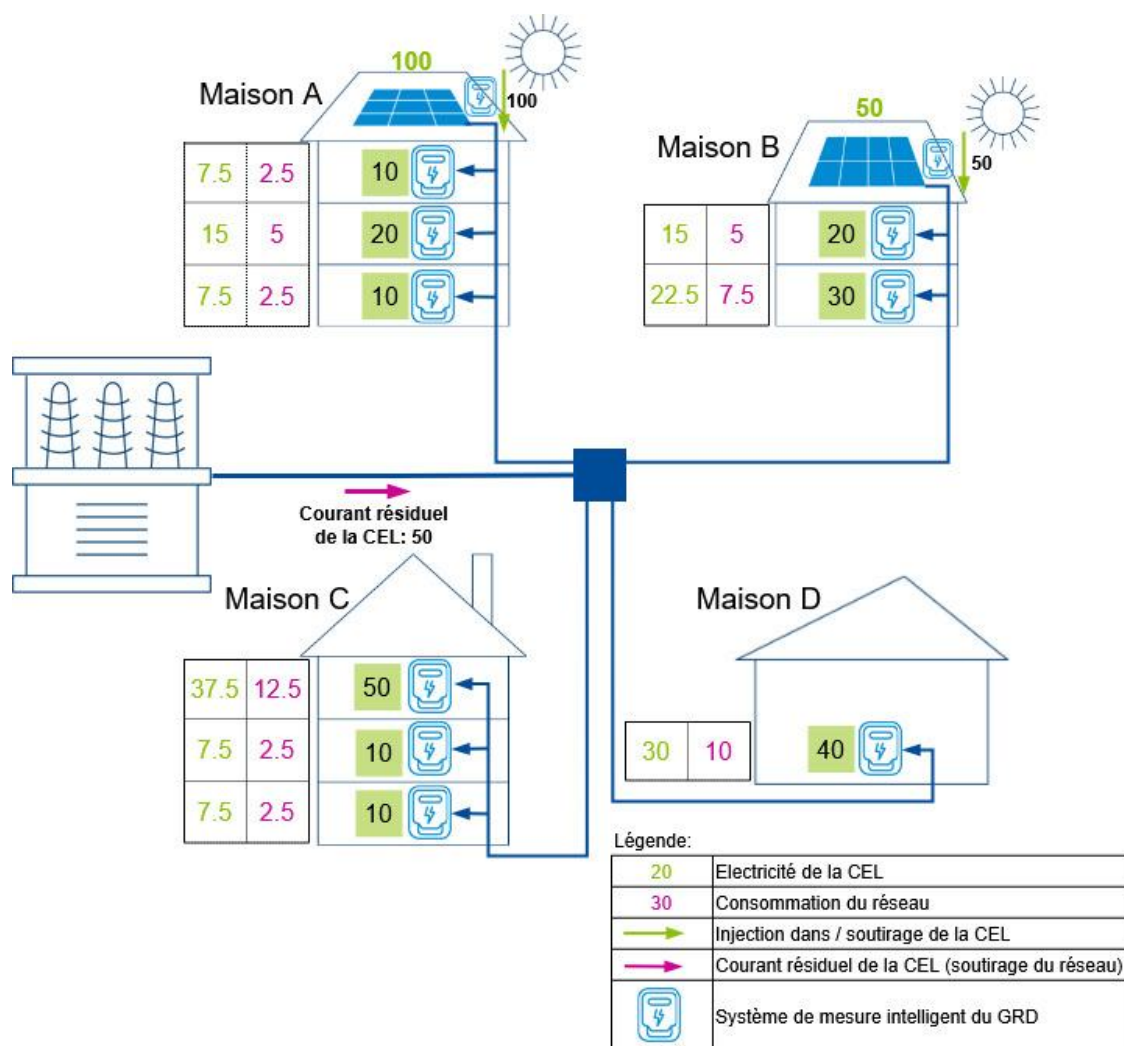 100
Maison A
100
7.5 2.5 10
15 5 20
7.5 2.5 10
50
Maison B
50
15 5 20
22.5 7.5 30
Courant résiduel
de la CEL: 50
Maison C
37.5 12.5 50
7.5 2.5 10
7.5 2.5 10
Maison D
30 10 40
Légende:
20 Electricité de la CEL
30 Consommation du réseau
Injection dans / soutirage de la CEL
Courant résiduel de la CEL (soutirage du réseau)
Système de mesure intelligent du GRD